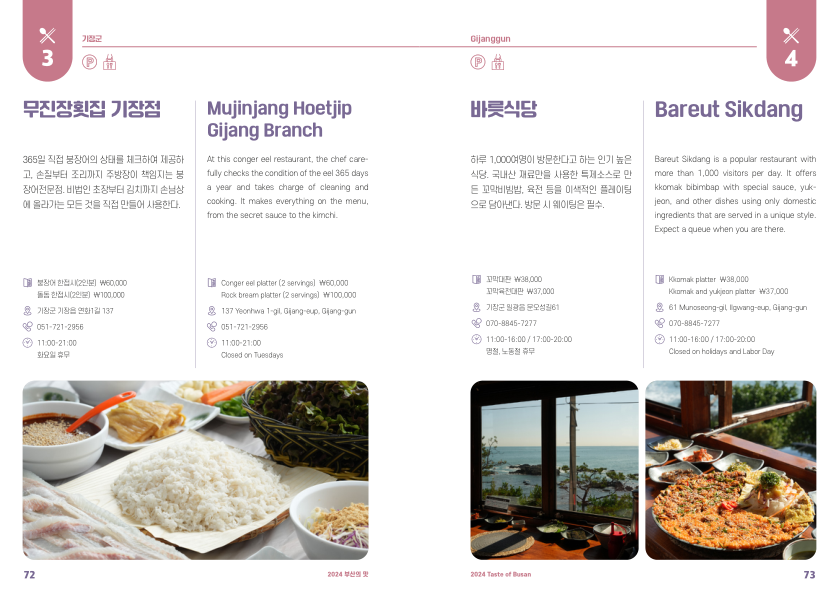 3
기장군
P
무진장횟집 기장점
365일 직접 붕장어의 상태를 체크하여 제공하
고, 손질부터 조리까지 주방장이 책임지는 붕
장어전문점. 비법인 초장부터 김치까지 손님상
에 올라가는 모든 것을 직접 만들어 사용한다.
붕장어 한접시(2인분) ₩60,000
돌돔 한접시(2인분) ₩100,000
기장군 기장읍 연화1길 137
051-721-2956
11:00-21:00
화요일 휴무
Mujinjang Hoetjip
Gijang Branch
At this conger eel restaurant, the chef care-
fully checks the condition of the eel 365 days
a year and takes charge of cleaning and
cooking. It makes everything on the menu,
from the secret sauce to the kimchi.
Conger eel platter (2 servings) ₩60,000
Rock bream platter (2 servings) ₩100,000
137 Yeonhwa 1-gil, Gijang-eup, Gijang-gun
051-721-2956
11:00-21:00
Closed on Tuesdays
72
2024 부산의 맛
Gijanggun
4
P
바릇식당
하루 1,000여명이 방문한다고 하는 인기 높은
식당. 국내산 재료만을 사용한 특제소스로 만
든 꼬막비빔밥, 육전 등을 이색적인 플레이팅
으로 담아낸다. 방문 시 웨이팅은 필수.
꼬막대판 ₩38,000
꼬막육전대판 ₩37,000
기장군 일광읍 문오성길61
070-8845-7277
11:00-16:00 / 17:00-20:00
명절, 노동절 휴무
Bareut Sikdang
Bareut Sikdang is a popular restaurant with
more than 1,000 visitors per day. It offers
kkomak bibimbap with special sauce, yuk-
jeon, and other dishes using only domestic
ingredients that are served in a unique style.
Expect a queue when you are there.
Kkomak platter ₩38,000
Kkomak and yukjeon platter ₩37,000
61 Munoseong-gil, Ilgwang-eup, Gijang-gun
070-8845-7277
11:00-16:00 / 17:00-20:00
Closed on holidays and Labor Day
2024 Taste of Busan
73